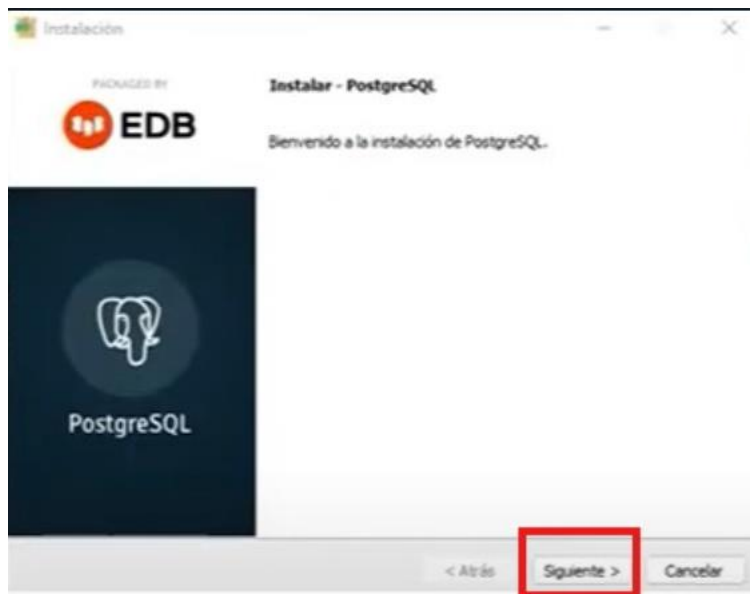 Instalación
PACKAGED BY
EDB
Instalar - PostgreSQL
Bienvenido a la instalación de PostgreSQL.
PostgreSQL
< Atrás
Siguiente >
Cancelar